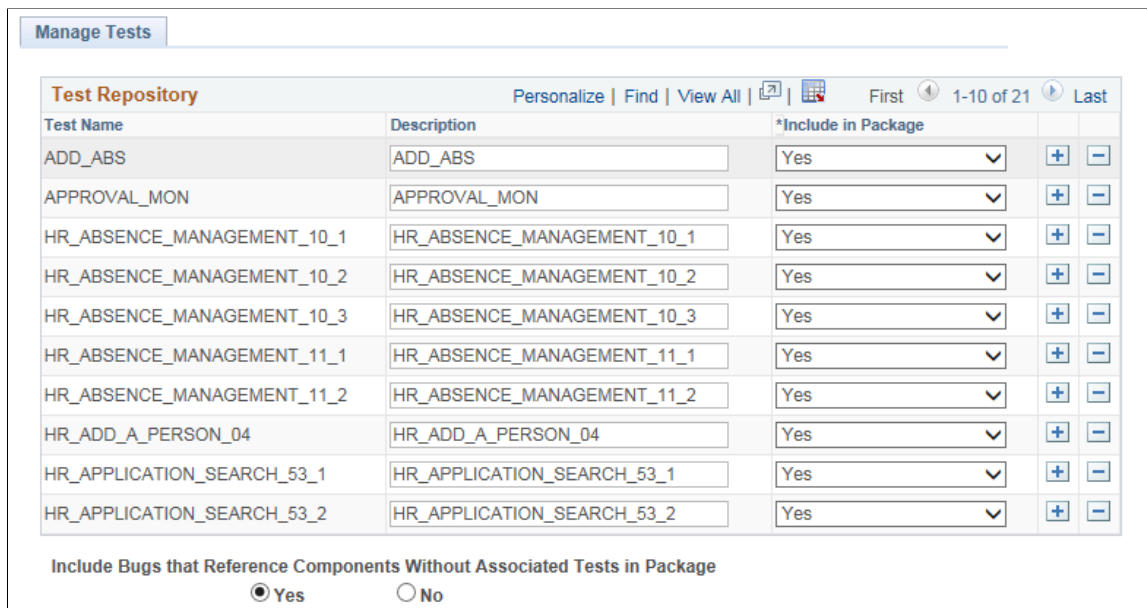 Manage Tests
Test Repository Personalize | Find | View All | | First 1-10 of 21 Last
Test Name Description *Include in Package
ADD_ABS ADD_ABS Yes
APPROVAL_MON APPROVAL_MON Yes
HR_ABSENCE_MANAGEMENT_10_1 HR_ABSENCE_MANAGEMENT_10_1 Yes
HR_ABSENCE_MANAGEMENT_10_2 HR_ABSENCE_MANAGEMENT_10_2 Yes
HR_ABSENCE_MANAGEMENT_10_3 HR_ABSENCE_MANAGEMENT_10_3 Yes
HR_ABSENCE_MANAGEMENT_11_1 HR_ABSENCE_MANAGEMENT_11_1 Yes
HR_ABSENCE_MANAGEMENT_11_2 HR_ABSENCE_MANAGEMENT_11_2 Yes
HR_ADD_A_PERSON_04 HR_ADD_A_PERSON_04 Yes
HR_APPLICATION_SEARCH_53_1 HR_APPLICATION_SEARCH_53_1 Yes
HR_APPLICATION_SEARCH_53_2 HR_APPLICATION_SEARCH_53_2 Yes
Include Bugs that Reference Components Without Associated Tests in Package
Yes No